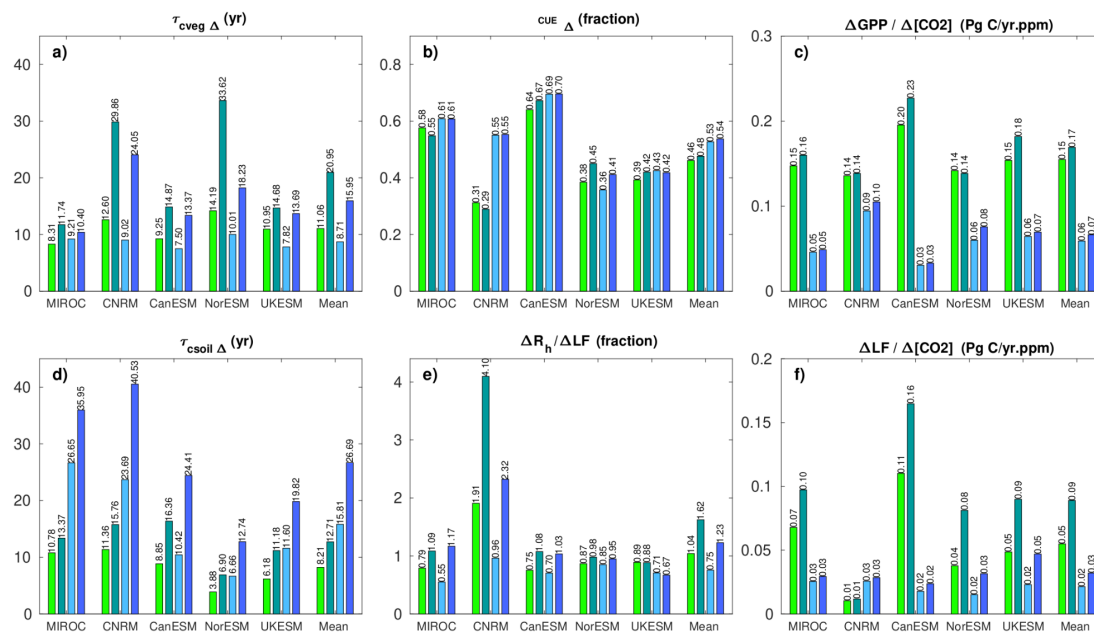 τcveg Δ (yr)
a)
40
30
20
10
0
8.31 11.74 9.21 10.40
12.60 29.86 9.02 24.05
9.25 14.87 7.50 13.37
14.19 33.62 10.01 18.23
10.95 14.68 7.82 13.69
11.06 20.95 8.71 15.95
MIROC CNRM CanESM NorESM UKESM Mean
CUE Δ (fraction)
b)
0.8
0.6
0.4
0.2
0
0.58 0.55 0.61 0.61
0.31 0.29 0.55 0.55
0.64 0.67 0.69 0.70
0.38 0.45 0.36 0.41
0.39 0.42 0.43 0.42
0.46 0.48 0.53 0.54
MIROC CNRM CanESM NorESM UKESM Mean
ΔGPP / Δ[CO2] (Pg C/yr.ppm)
c)
0.3
0.2
0.1
0
0.15 0.16 0.05 0.05
0.14 0.14 0.09 0.10
0.20 0.23 0.03 0.03
0.14 0.14 0.06 0.08
0.15 0.18 0.06 0.07
0.15 0.17 0.06 0.07
MIROC CNRM CanESM NorESM UKESM Mean
τcsoil Δ (yr)
d)
40
30
20
10
0
10.78 13.37 26.65 35.95
11.36 15.76 23.69 40.53
8.85 16.36 10.42 24.41
3.88 6.90 6.66 12.74
6.18 11.18 11.60 19.82
8.21 12.71 15.81 26.69
MIROC CNRM CanESM NorESM UKESM Mean
ΔRh / ΔLF (fraction)
e)
4
3
2
1
0
0.79 1.09 0.55 1.17
1.91 4.10 0.96 2.32
0.75 1.08 0.70 1.03
0.87 0.98 0.85 0.95
0.89 0.88 0.71 0.67
1.04 1.62 0.75 1.23
MIROC CNRM CanESM NorESM UKESM Mean
ΔLF / Δ[CO2] (Pg C/yr.ppm)
f)
0.2
0.15
0.1
0.05
0
0.07 0.10 0.03 0.03
0.01 0.01 0.03 0.03
0.11 0.16 0.02 0.02
0.04 0.08 0.02 0.03
0.05 0.09 0.02 0.05
0.05 0.09 0.02 0.03
MIROC CNRM CanESM NorESM UKESM Mean